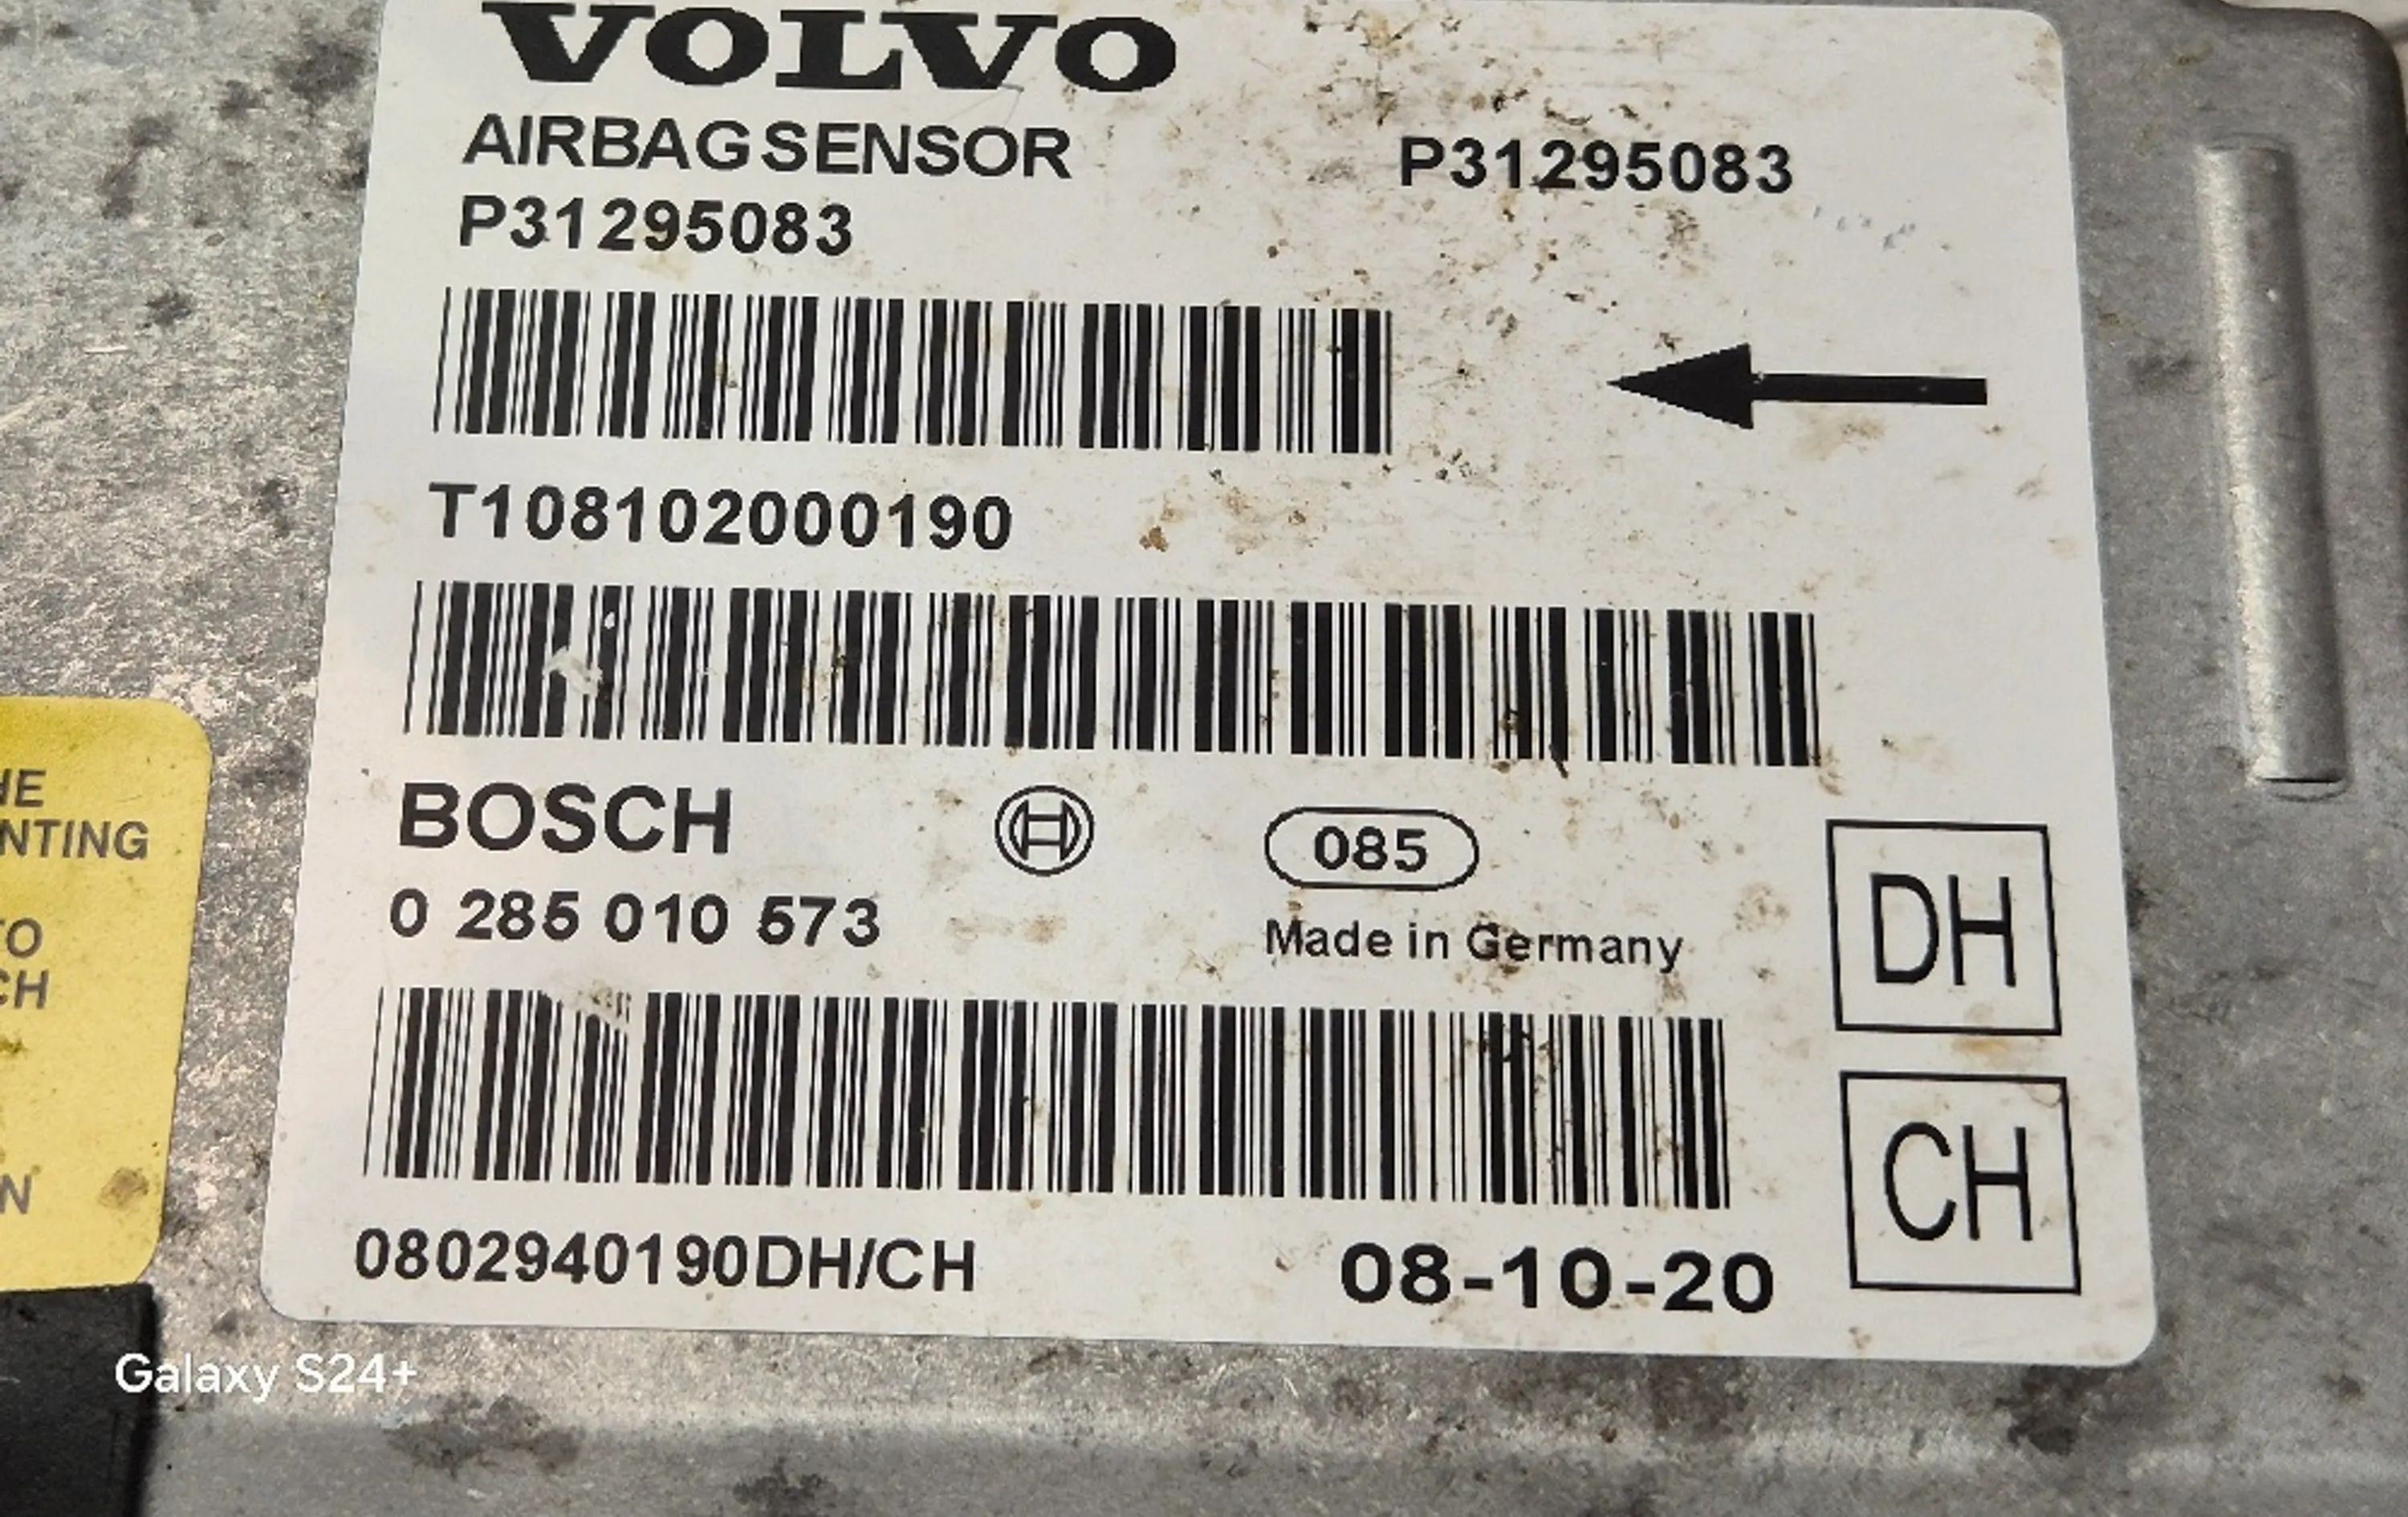 VOLVO
AIRBAG SENSOR
P31295083
P31295083
T108102000190
BOSCH
085
0 285 010 573
Made in Germany
DH
CH
0802940190DH/CH
08-10-20
HE
NTING
TO
CH
N
Galaxy S24+